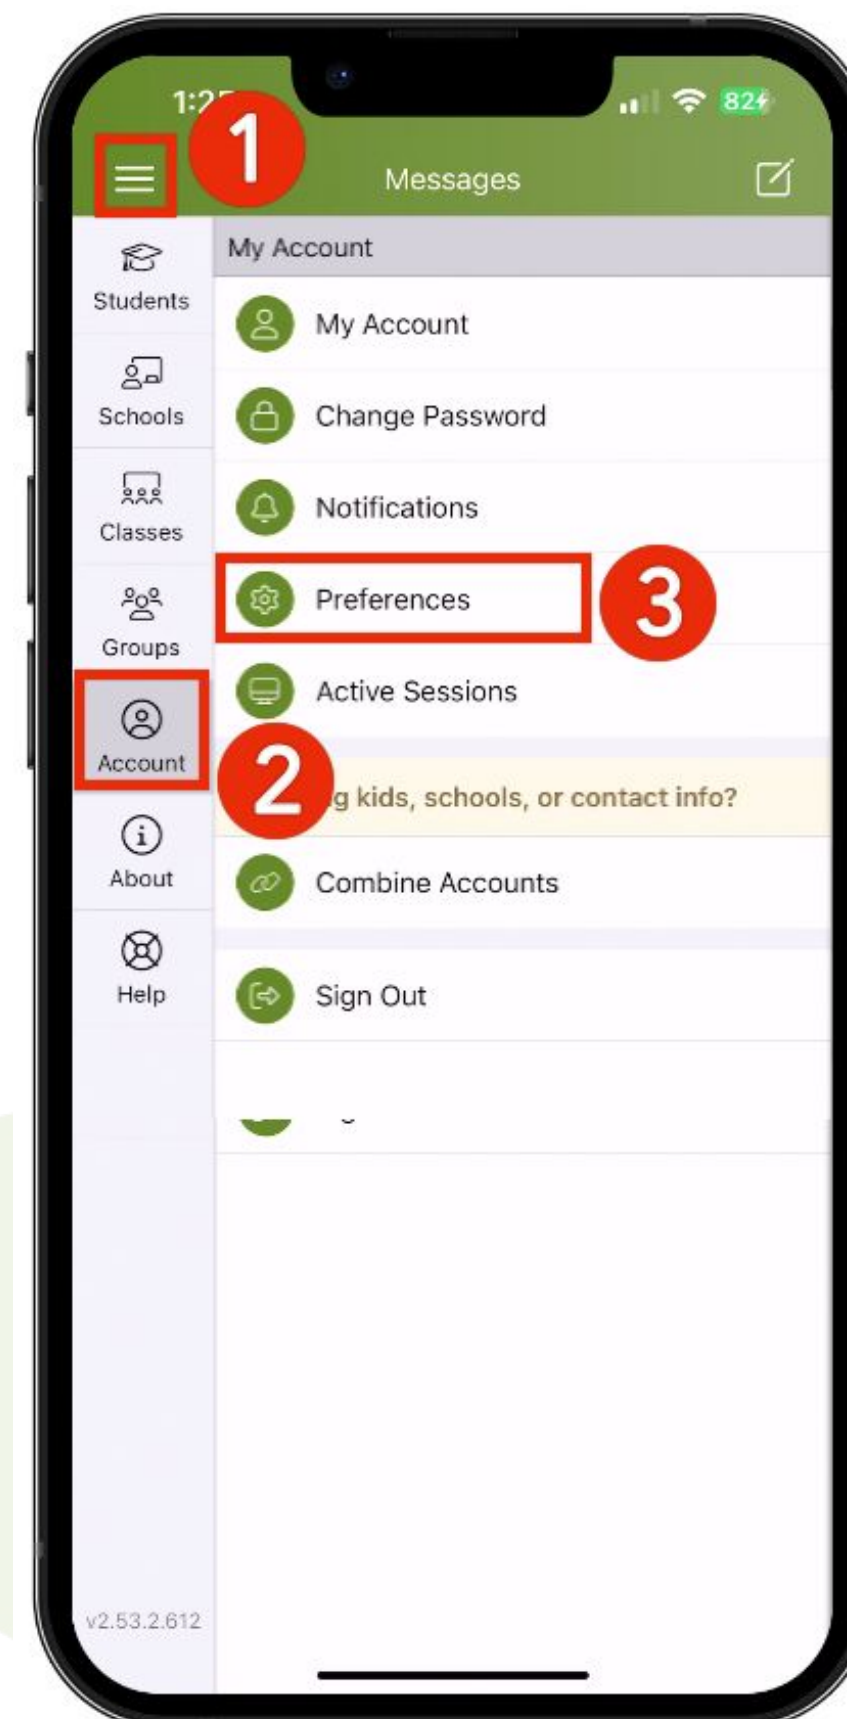 1
Messages
Students
Schools
Classes
Groups
Account
About
Help
My Account
My Account
Change Password
Notifications
Preferences
3
Active Sessions
2
kids, schools, or contact info?
Combine Accounts
Sign Out
v2.53.2.612